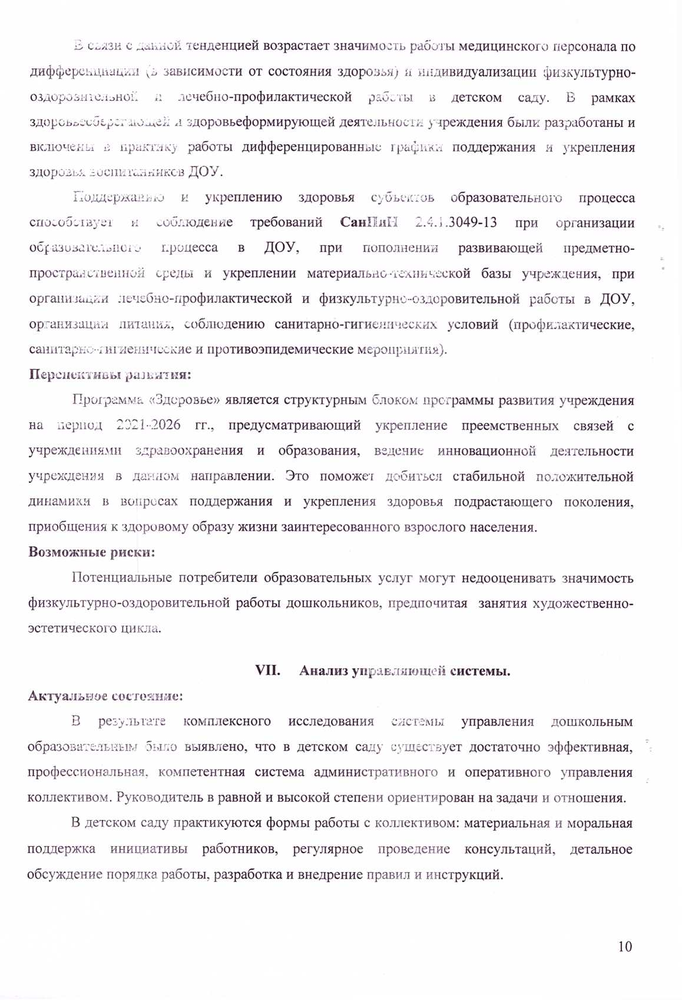 В связи с данной тенденцией возрастает значимость работы медицинского персонала по
дифференциации (в зависимости от состояния здоровья) и индивидуализации физкультурно-
оздоровительной и лечебно-профилактической работы в детском саду. В рамках
здоровьесберегающей и здоровьеформирующей деятельности учреждения были разработаны и
включены в практику работы дифференцированные графики поддержания и укрепления
здоровья воспитанников ДОУ.
Поддержанию и укреплению здоровья субъектов образовательного процесса
способствует и соблюдение требований СанПиН 2.4.1.3049-13 при организации
образовательного процесса в ДОУ, при пополнении развивающей предметно-
пространственной среды и укреплении материально-технической базы учреждения, при
организации лечебно-профилактической и физкультурно-оздоровительной работы в ДОУ,
организации питания, соблюдению санитарно-гигиенических условий (профилактические,
санитарно-гигиенические и противоэпидемические мероприятия).
Перспективы развития:
Программа «Здоровье» является структурным блоком программы развития учреждения
на период 2021-2026 гг., предусматривающий укрепление преемственных связей с
учреждениями здравоохранения и образования, ведение инновационной деятельности
учреждения в данном направлении. Это поможет добиться стабильной положительной
динамики в вопросах поддержания и укрепления здоровья подрастающего поколения,
приобщения к здоровому образу жизни заинтересованного взрослого населения.
Возможные риски:
Потенциальные потребители образовательных услуг могут недооценивать значимость
физкультурно-оздоровительной работы дошкольников, предпочитая занятия художественно-
эстетического цикла.
VII. Анализ управляющей системы.
Актуальное состояние:
В результате комплексного исследования системы управления дошкольным
образовательным было выявлено, что в детском саду существует достаточно эффективная,
профессиональная, компетентная система административного и оперативного управления
коллективом. Руководитель в равной и высокой степени ориентирован на задачи и отношения.
В детском саду практикуются формы работы с коллективом: материальная и моральная
поддержка инициативы работников, регулярное проведение консультаций, детальное
обсуждение порядка работы, разработка и внедрение правил и инструкций.
10